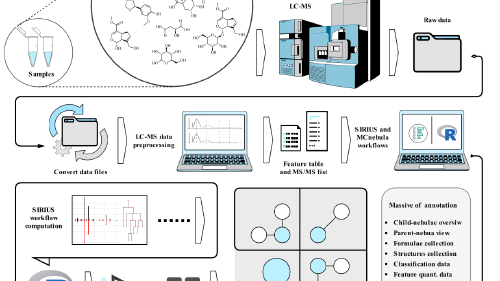 LC-MS
Raw data
Samples
LC-MS data
preprocessing
SIRIUS and
MCnebula
workflows
Feature table
and MS/MS list
Convert data files
R
SIRIUS
workflow
computation
Massive of annotation
Child-nebulae overviw
Parent-nebua view
Formulae collection
Structures collection
Classification data
Feature quant. data